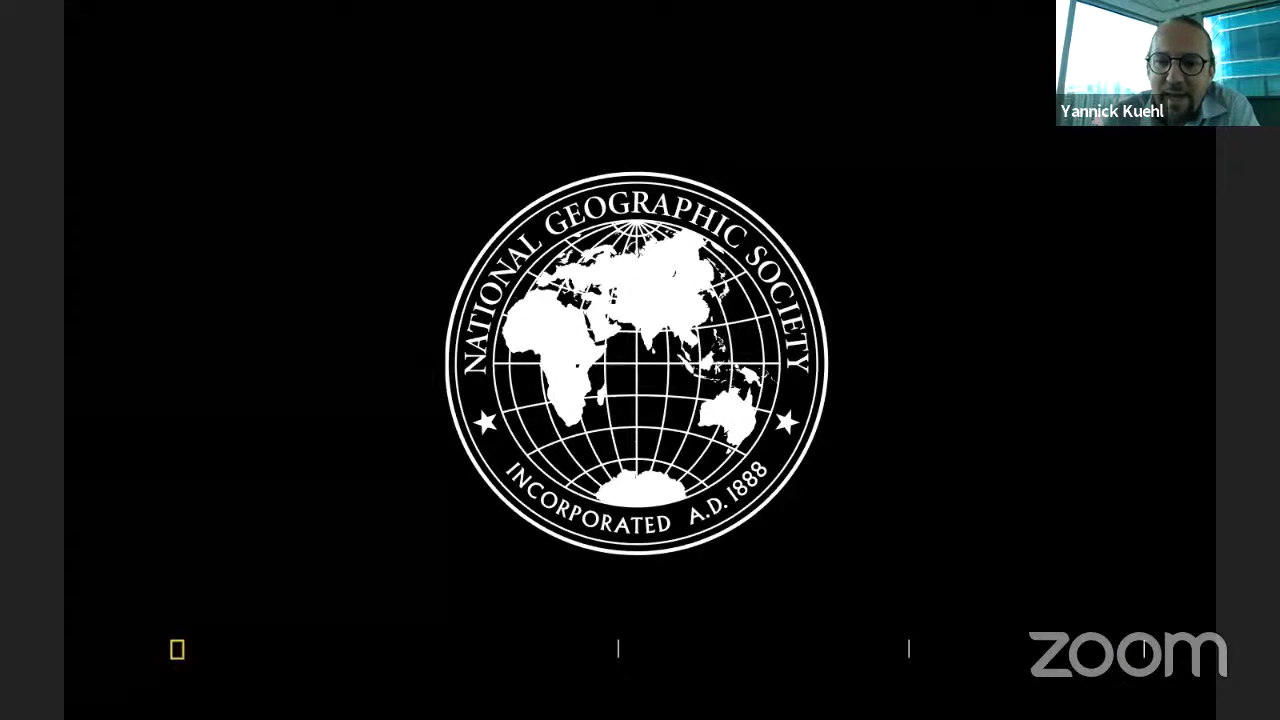 Yannick Kuehl
NATIONAL GEOGRAPHIC SOCIETY
INCORPORATED A.D. 1888
zoom